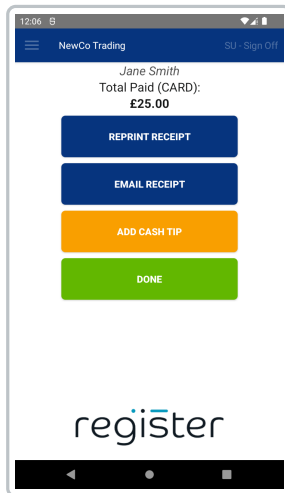 12:06
NewCo Trading
SU - Sign Off
Jane Smith
Total Paid (CARD):
£25.00
REPRINT RECEIPT
EMAIL RECEIPT
ADD CASH TIP
DONE
register